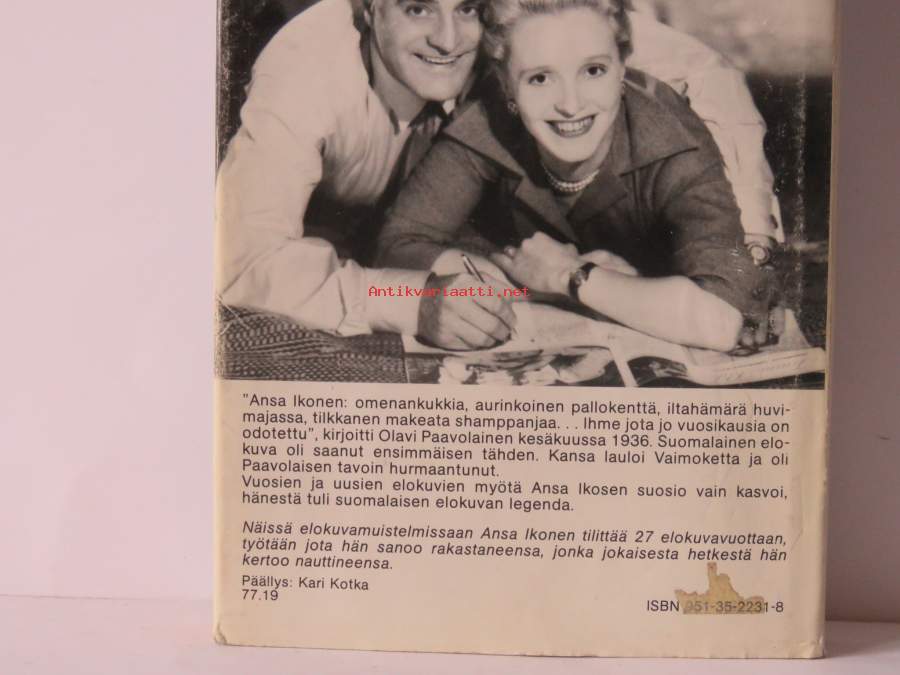 Antikvariaatti.net
"Ansa Ikonen: omenankukkia, aurinkoinen pallokenttä, iltahämärä huvi-
majassa, tilkkanen makeata shamppanjaa. . . Ihme jota jo vuosikausia on
odotettu", kirjoitti Olavi Paavolainen kesäkuussa 1936. Suomalainen elo-
kuva oli saanut ensimmäisen tähden. Kansa lauloi Vaimoketta ja oli
Paavolaisen tavoin hurmaantunut.
Vuosien ja uusien elokuvien myötä Ansa Ikosen suosio vain kasvoi,
hänestä tuli suomalaisen elokuvan legenda.
Näissä elokuvamuistelmissaan Ansa Ikonen tilittää 27 elokuvavuottaan,
työtään jota hän sanoo rakastaneensa, jonka jokaisesta hetkestä hän
kertoo nauttineensa.
Päällys: Kari Kotka
77.19
ISBN 951-35-2231-8